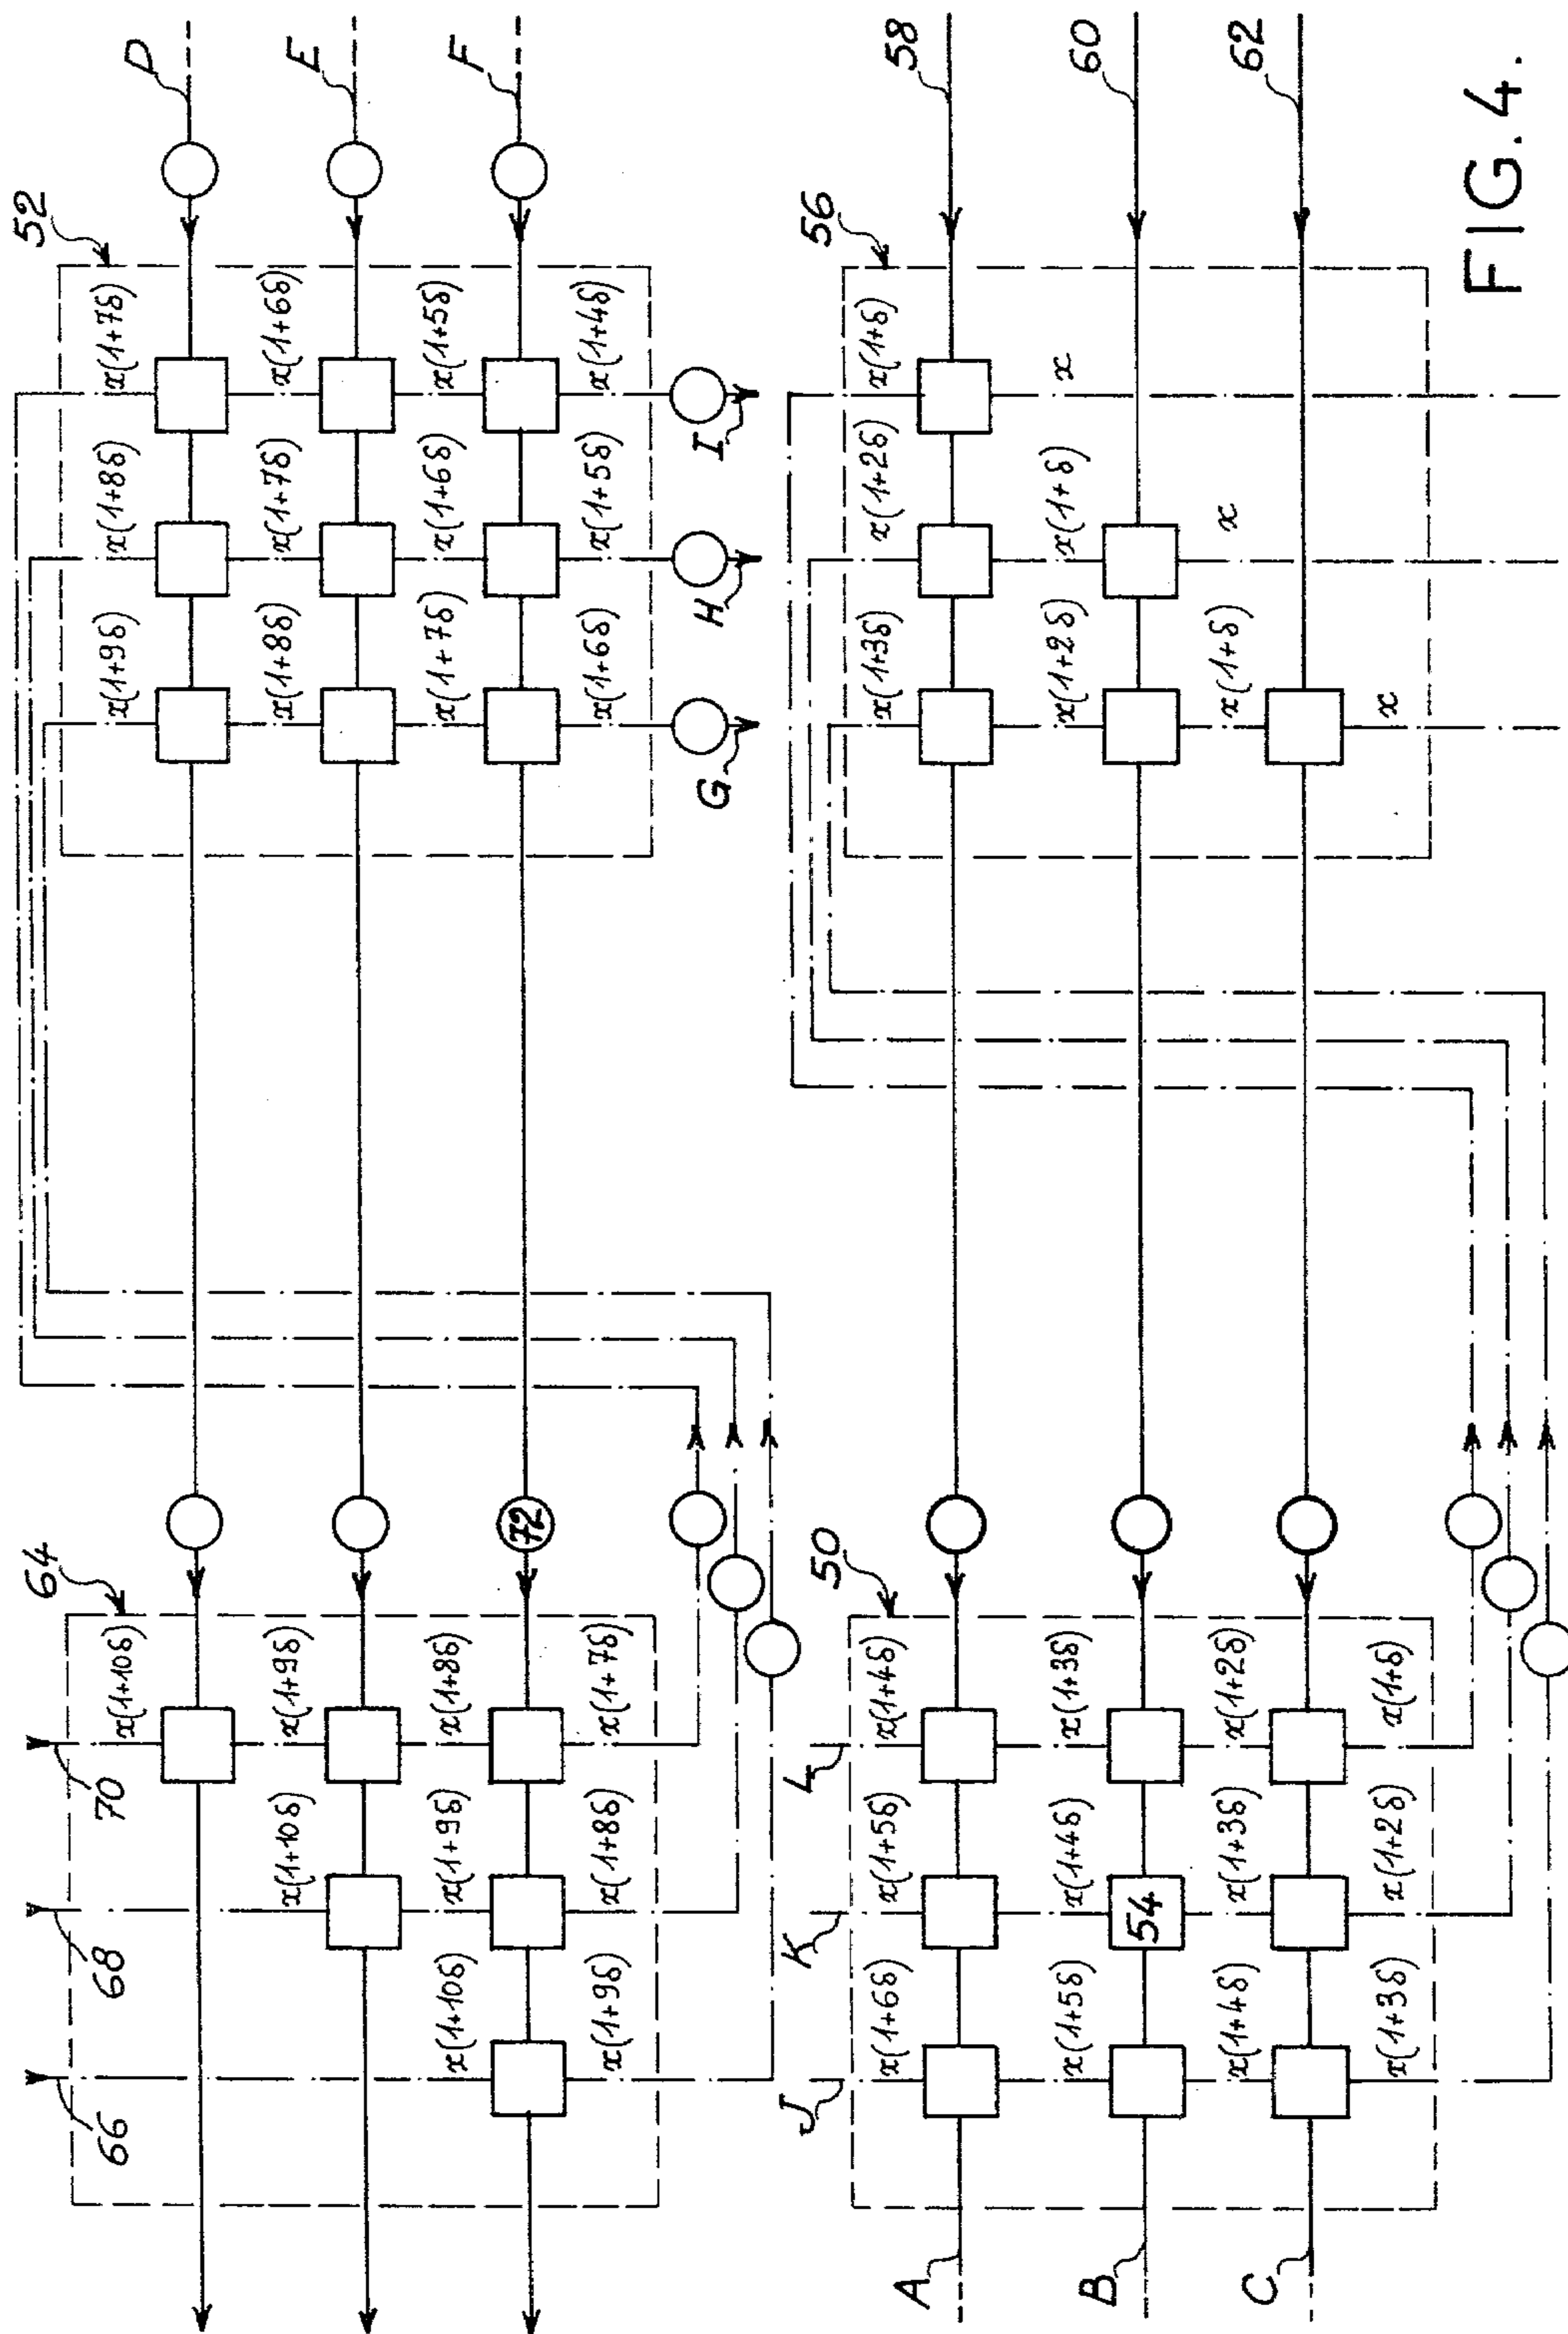 64 52
66 68 70 x(1+10δ) x(1+9δ) x(1+8δ) x(1+7δ) D
x(1+10δ) x(1+9δ) x(1+8δ) x(1+7δ) x(1+6δ) E
x(1+10δ) x(1+9δ) x(1+8δ) x(1+7δ) x(1+6δ) x(1+5δ) F
72
x(1+9δ) x(1+8δ) x(1+7δ) x(1+6δ) x(1+5δ) x(1+4δ)
G H I
J K L 50 56
A x(1+6δ) x(1+5δ) x(1+4δ) x(1+3δ) x(1+2δ) x(1+δ) 58
B x(1+5δ) x(1+4δ) x(1+3δ) x(1+2δ) x(1+δ) x 60
54
C x(1+4δ) x(1+3δ) x(1+2δ) x(1+δ) x 62
x(1+3δ) x(1+2δ) x(1+δ) x
FIG. 4.